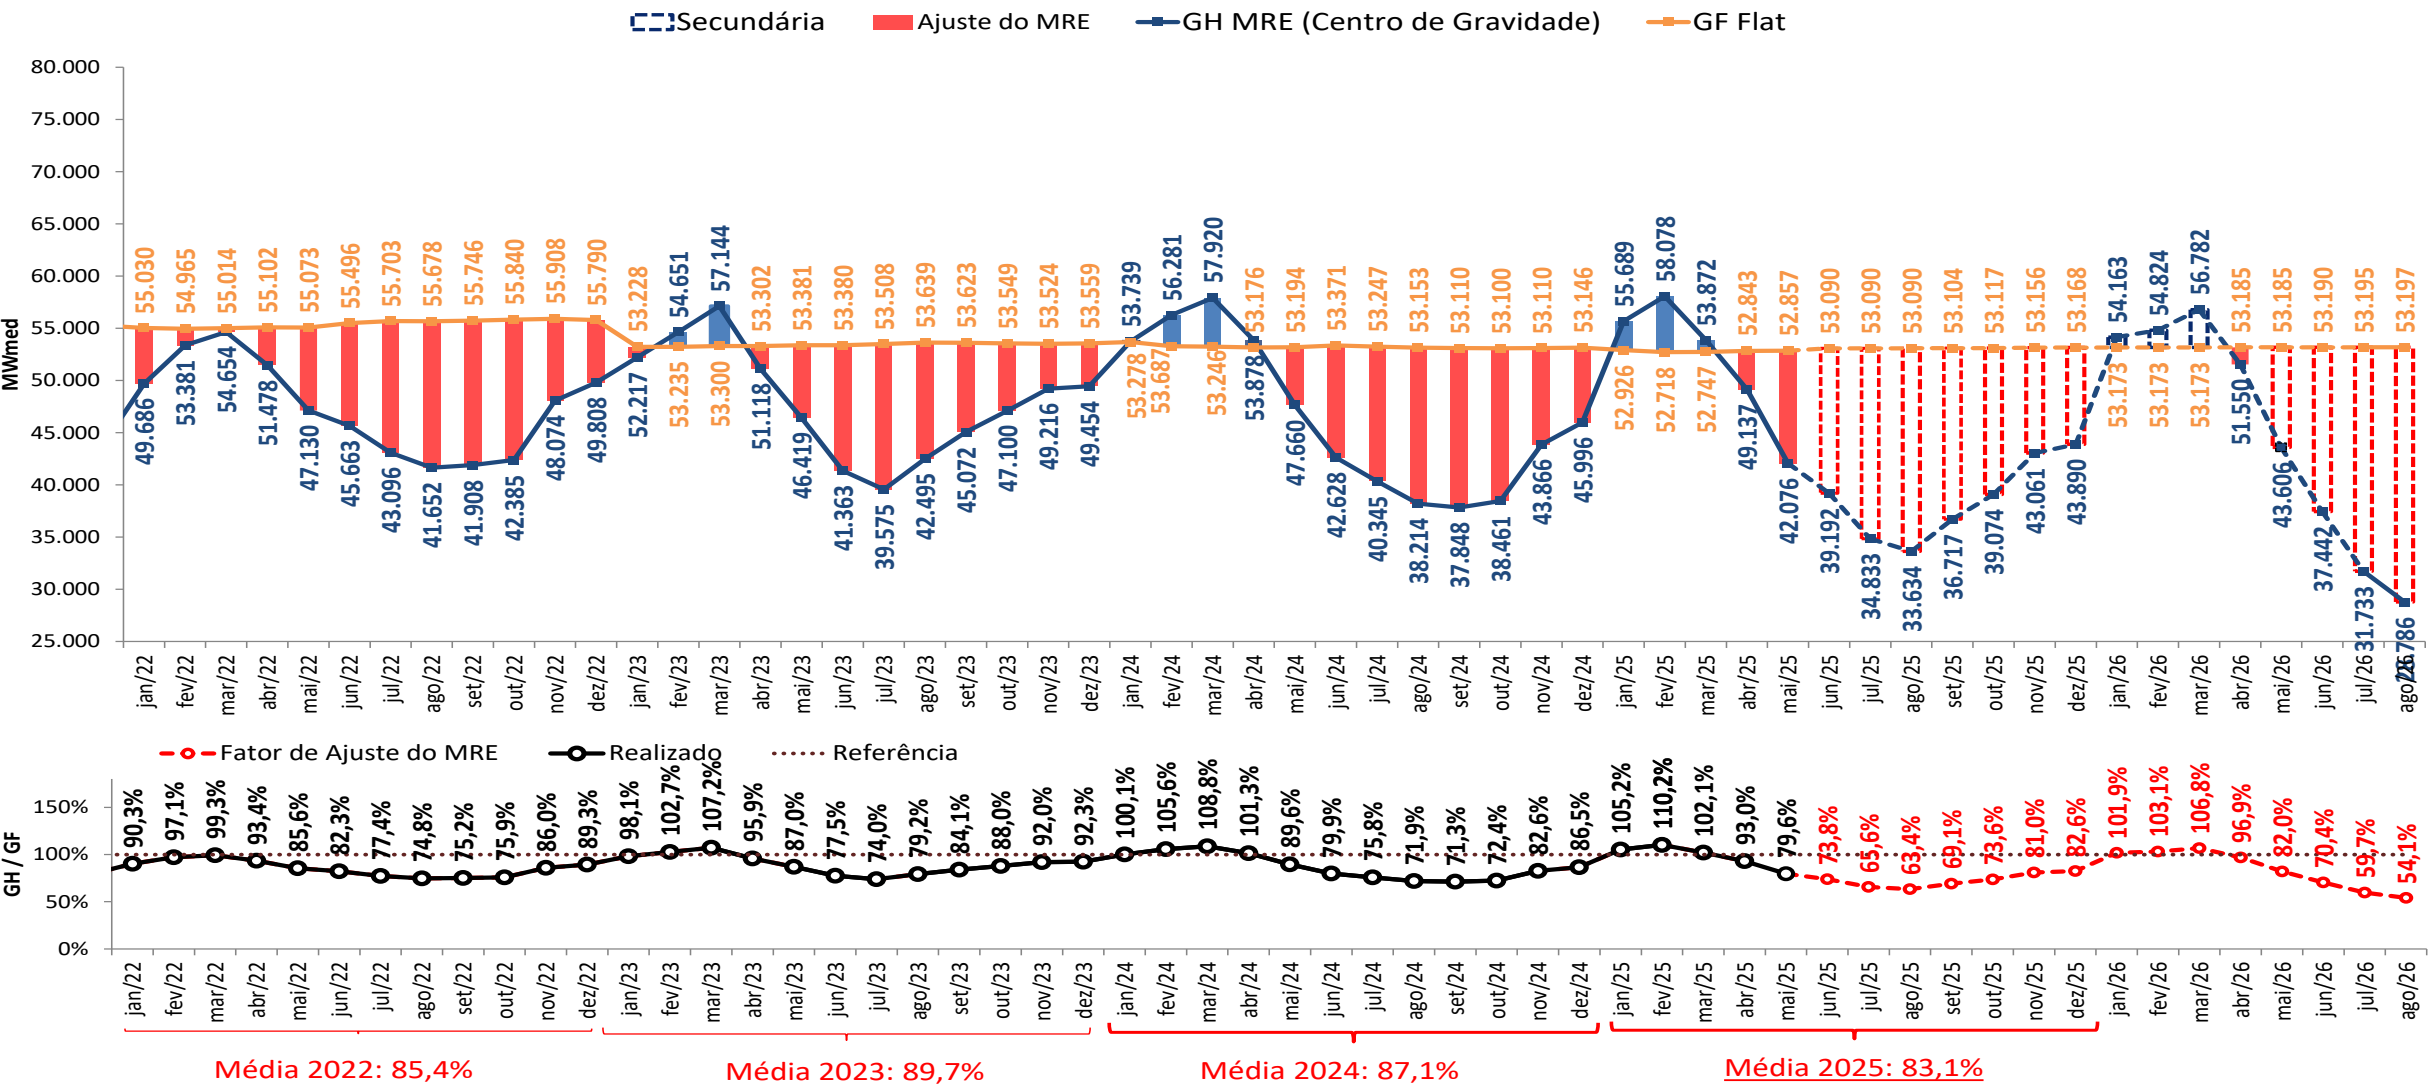 Secundária Ajuste do MRE GH MRE (Centro de Gravidade) GF Flat
MWmed
80.000
75.000
70.000
65.000
60.000
55.000
50.000
45.000
40.000
35.000
30.000
25.000
55.030 54.965 55.014 55.102 55.073 55.496 55.703 55.678 55.746 55.840 55.908 55.790 53.228 54.651 57.144 53.302 53.381 53.380 53.508 53.639 53.623 53.549 53.524 53.559 53.739 56.281 57.920 53.176 53.194 53.371 53.247 53.153 53.110 53.100 53.110 53.146 55.689 58.078 53.872 52.843 52.857 53.090 53.090 53.090 53.104 53.117 53.156 53.168 54.163 54.824 56.782 53.185 53.185 53.190 53.195 53.197
49.686 53.381 54.654 51.478 47.130 45.663 43.096 41.652 41.908 42.385 48.074 49.808 52.217 53.235 53.300 51.118 46.419 41.363 39.575 42.495 45.072 47.100 49.216 49.454 53.278 53.687 53.246 53.878 47.660 42.628 40.345 38.214 37.848 38.461 43.866 45.996 52.926 52.718 52.747 49.137 42.076 39.192 34.833 33.634 36.717 39.074 43.061 43.890 53.173 53.173 53.173 51.550 43.606 37.442 31.733 28.786
jan/22 fev/22 mar/22 abr/22 mai/22 jun/22 jul/22 ago/22 set/22 out/22 nov/22 dez/22 jan/23 fev/23 mar/23 abr/23 mai/23 jun/23 jul/23 ago/23 set/23 out/23 nov/23 dez/23 jan/24 fev/24 mar/24 abr/24 mai/24 jun/24 jul/24 ago/24 set/24 out/24 nov/24 dez/24 jan/25 fev/25 mar/25 abr/25 mai/25 jun/25 jul/25 ago/25 set/25 out/25 nov/25 dez/25 jan/26 fev/26 mar/26 abr/26 mai/26 jun/26 jul/26 ago/26
Fator de Ajuste do MRE Realizado Referência
GH / GF
150%
100%
50%
0%
90,3% 97,1% 99,3% 93,4% 85,6% 82,3% 77,4% 74,8% 75,2% 75,9% 86,0% 89,3% 98,1% 102,7% 107,2% 95,9% 87,0% 77,5% 74,0% 79,2% 84,1% 88,0% 92,0% 92,3% 100,1% 105,6% 108,8% 101,3% 89,6% 79,9% 75,8% 71,9% 71,3% 72,4% 82,6% 86,5% 105,2% 110,2% 102,1% 93,0% 79,6% 73,8% 65,6% 63,4% 69,1% 73,6% 81,0% 82,6% 101,9% 103,1% 106,8% 96,9% 82,0% 70,4% 59,7% 54,1%
jan/22 fev/22 mar/22 abr/22 mai/22 jun/22 jul/22 ago/22 set/22 out/22 nov/22 dez/22 jan/23 fev/23 mar/23 abr/23 mai/23 jun/23 jul/23 ago/23 set/23 out/23 nov/23 dez/23 jan/24 fev/24 mar/24 abr/24 mai/24 jun/24 jul/24 ago/24 set/24 out/24 nov/24 dez/24 jan/25 fev/25 mar/25 abr/25 mai/25 jun/25 jul/25 ago/25 set/25 out/25 nov/25 dez/25 jan/26 fev/26 mar/26 abr/26 mai/26 jun/26 jul/26 ago/26
Média 2022: 85,4% Média 2023: 89,7% Média 2024: 87,1% Média 2025: 83,1%